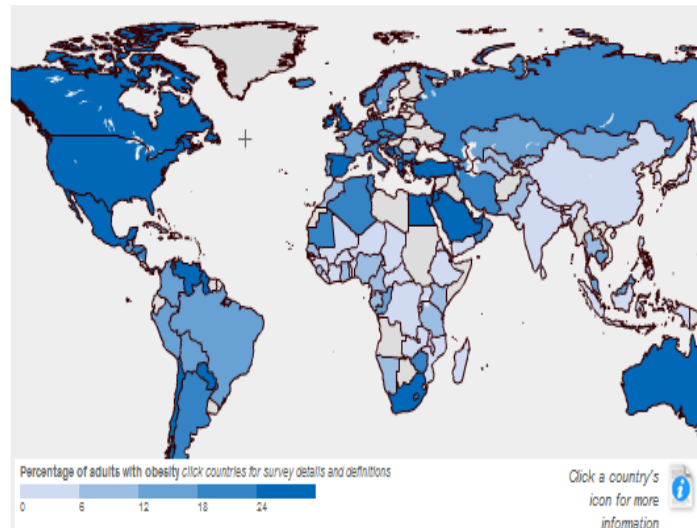 Percentage of adults with obesity click countries for survey details and definitions
0 6 12 18 24
Click a country's
icon for more
information